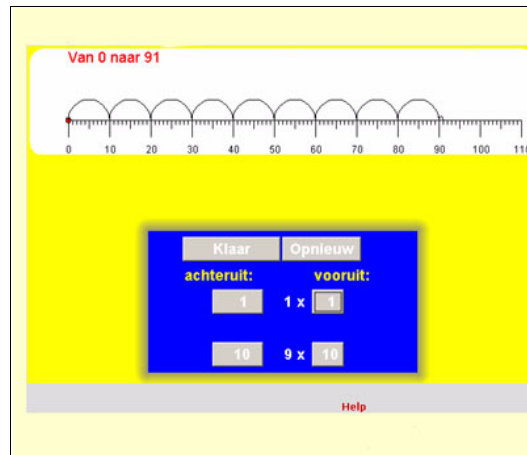 Van 0 naar 91
0 10 20 30 40 50 60 70 80 90 100 110
Klaar Opnieuw
achteruit: vooruit:
1 1 x 1
10 9 x 10
Help